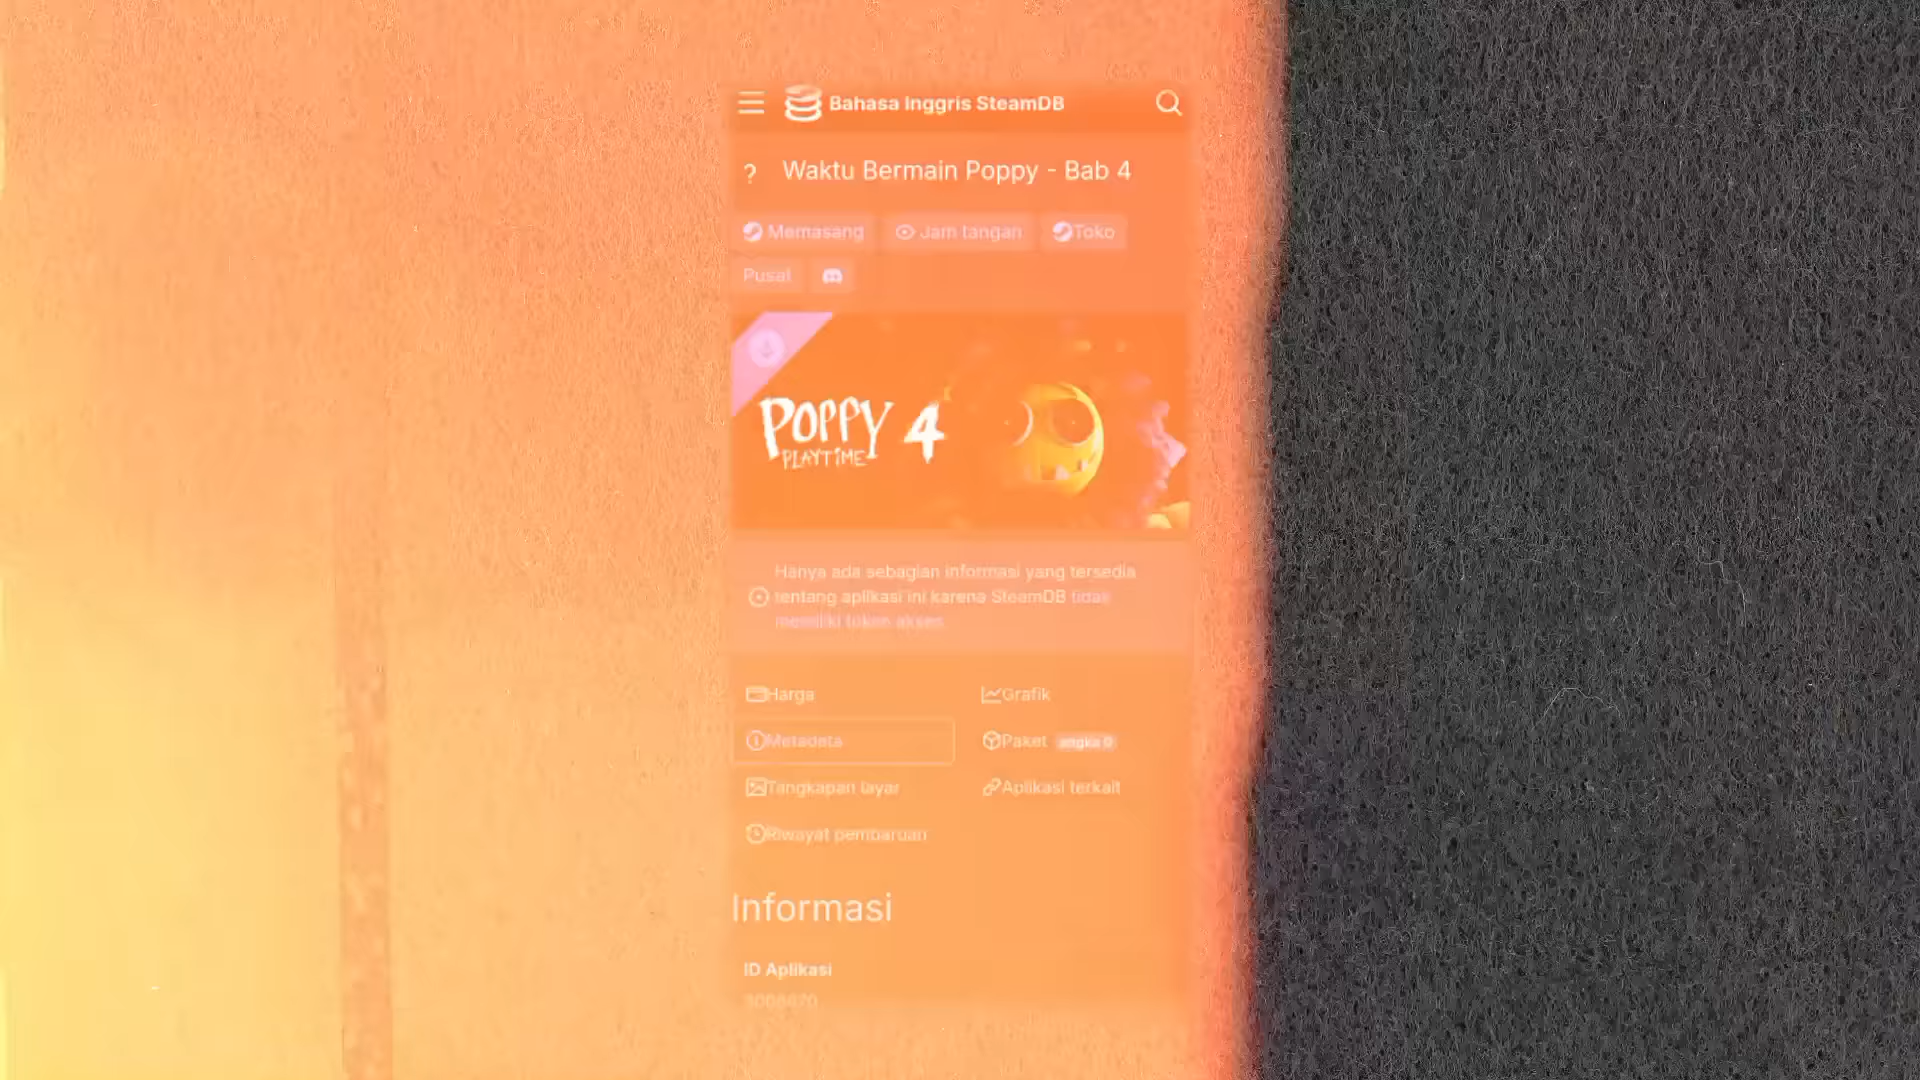 Bahasa Inggris SteamDB
? Waktu Bermain Poppy - Bab 4
Memasang Jam tangan Toko
Pusat
POPPY 4
PLAYTIME
Hanya ada sebagian informasi yang tersedia
tentang aplikasi ini karena SteamDB tidak
memiliki token akses.
Harga Grafik
Metadata Paket angka 0
Tangkapan layar Aplikasi terkait
Riwayat pembaruan
Informasi
ID Aplikasi